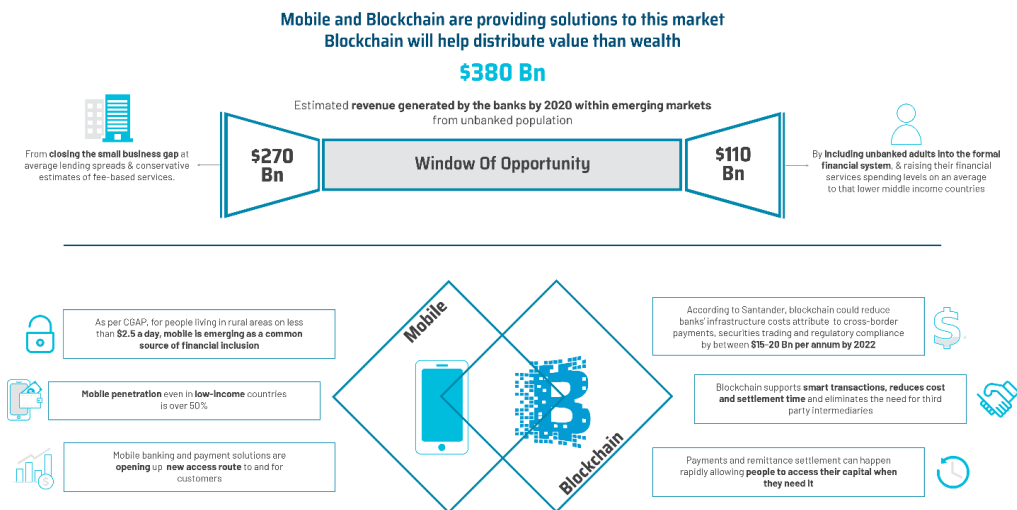 Mobile and Blockchain are providing solutions to this market
Blockchain will help distribute value than wealth
$380 Bn
Estimated revenue generated by the banks by 2020 within emerging markets
from unbanked population
From closing the small business gap at
average lending spreads & conservative
estimates of fee-based services.
$270
Bn
Window Of Opportunity
$110
Bn
By Including unbanked adults into the formal
financial system, & raising their financial
services spending levels on an average
to that lower middle income countries
As per CGAP, for people living in rural areas on less
than $2.5 a day, mobile is emerging as a common
source of financial inclusion
Mobile penetration even in low-income countries
is over 50%
Mobile banking and payment solutions are
opening up new access route to and for
customers
Mobile
Blockchain
According to Santander, blockchain could reduce
banks' infrastructure costs attribute to cross-border
payments, securities trading and regulatory compliance
by between $15-20 Bn per annum by 2022
Blockchain supports smart transactions, reduces cost
and settlement time and eliminates the need for third
party intermediaries
Payments and remittance settlement can happen
rapidly allowing people to access their capital when
they need it